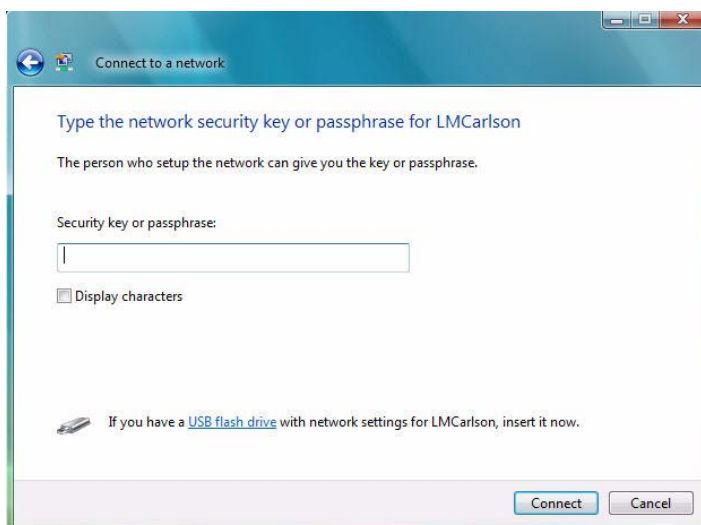 Connect to a network
Type the network security key or passphrase for LMCarlson
The person who setup the network can give you the key or passphrase.
Security key or passphrase:
Display characters
If you have a USB flash drive with network settings for LMCarlson, insert it now.
Connect Cancel